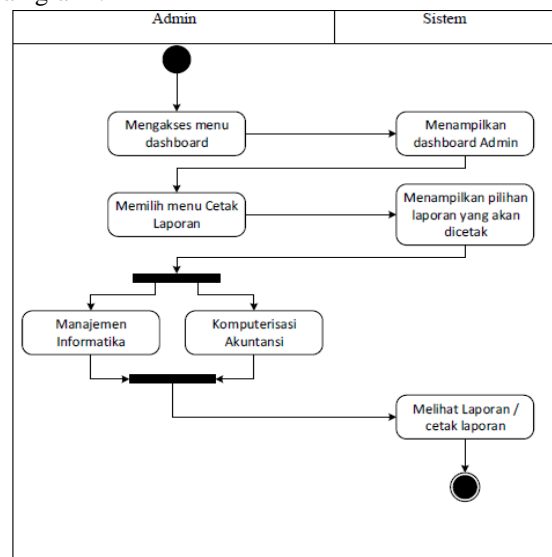 Admin
Sistem
Mengakses menu
dashboard
Menampilkan
dashboard Admin
Memilih menu Cetak
Laporan
Menampilkan pilihan
laporan yang akan
dicetak
Manajemen
Informatika
Komputerisasi
Akuntansi
Melihat Laporan /
cetak laporan